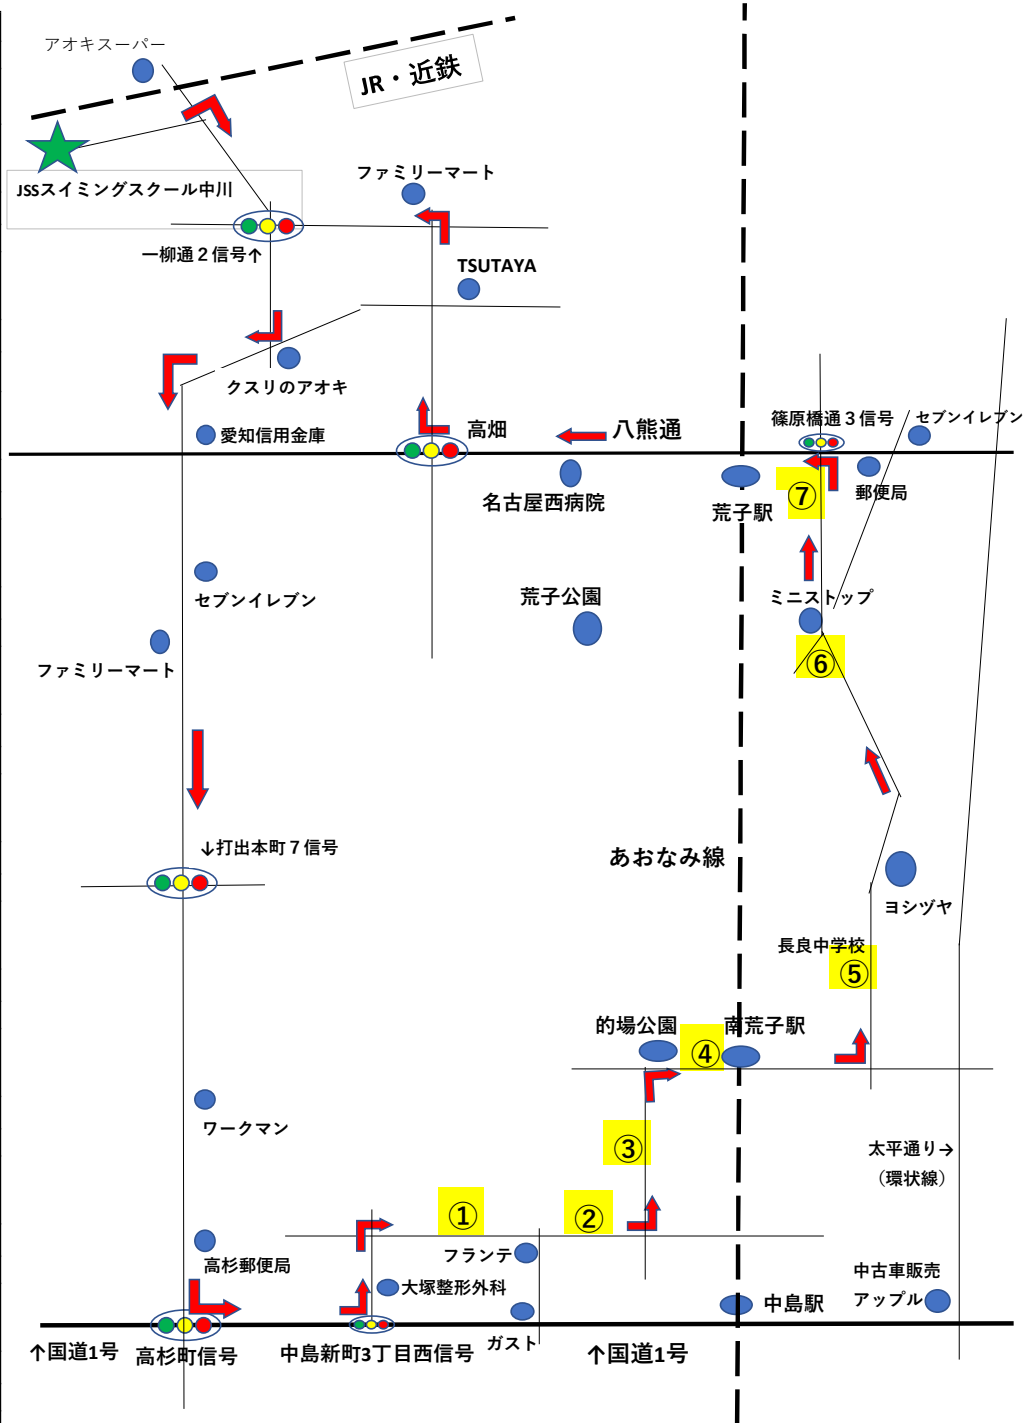 アオキスーパー
JR・近鉄
JSSスイミングスクール中川
ファミリーマート
一柳通２信号↑
TSUTAYA
クスリのアオキ
愛知信用金庫
高畑
八熊通
篠原橋通３信号
セブンイレブン
名古屋西病院
荒子駅
⑦
郵便局
セブンイレブン
荒子公園
ミニストップ
ファミリーマート
⑥
↓打出本町７信号
あおなみ線
ヨシヅヤ
長良中学校
⑤
的場公園
④
南荒子駅
ワークマン
③
太平通り→
（環状線）
①
②
フランテ
高杉郵便局
大塚整形外科
中古車販売
アップル
中島駅
ガスト
↑国道1号
高杉町信号
中島新町3丁目西信号
↑国道1号